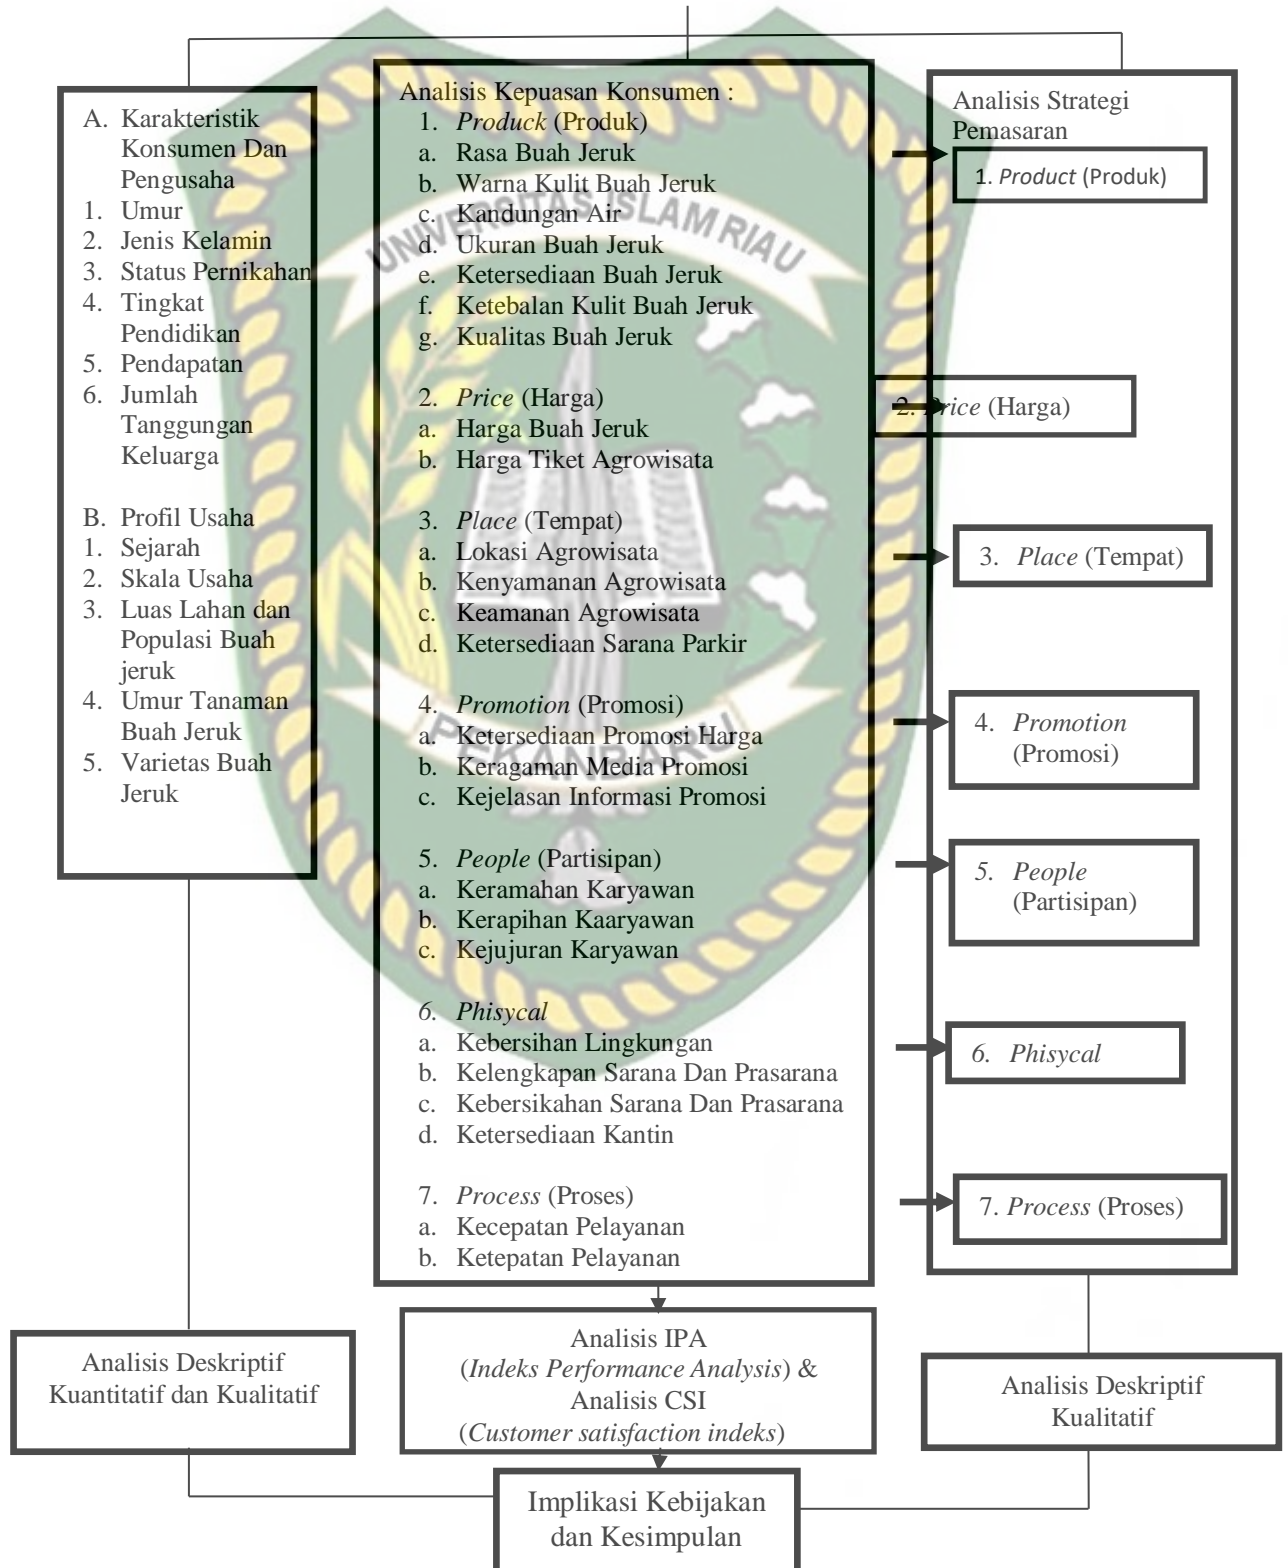 A. Karakteristik
Konsumen Dan
Pengusaha
1. Umur
2. Jenis Kelamin
3. Status Pernikahan
4. Tingkat
Pendidikan
5. Pendapatan
6. Jumlah
Tanggungan
Keluarga
B. Profil Usaha
1. Sejarah
2. Skala Usaha
3. Luas Lahan dan
Populasi Buah
jeruk
4. Umur Tanaman
Buah Jeruk
5. Varietas Buah
Jeruk
Analisis Kepuasan Konsumen :
1. Produck (Produk)
a. Rasa Buah Jeruk
b. Warna Kulit Buah Jeruk
c. Kandungan Air
d. Ukuran Buah Jeruk
e. Ketersediaan Buah Jeruk
f. Ketebalan Kulit Buah Jeruk
g. Kualitas Buah Jeruk
2. Price (Harga)
a. Harga Buah Jeruk
b. Harga Tiket Agrowisata
3. Place (Tempat)
a. Lokasi Agrowisata
b. Kenyamanan Agrowisata
c. Keamanan Agrowisata
d. Ketersediaan Sarana Parkir
4. Promotion (Promosi)
a. Ketersediaan Promosi Harga
b. Keragaman Media Promosi
c. Kejelasan Informasi Promosi
5. People (Partisipan)
a. Keramahan Karyawan
b. Kerapihan Kaaryawan
c. Kejujuran Karyawan
6. Phisycal
a. Kebersihan Lingkungan
b. Kelengkapan Sarana Dan Prasarana
c. Kebersikahan Sarana Dan Prasarana
d. Ketersediaan Kantin
7. Process (Proses)
a. Kecepatan Pelayanan
b. Ketepatan Pelayanan
Analisis Strategi
Pemasaran
1. Product (Produk)
2. Price (Harga)
3. Place (Tempat)
4. Promotion
(Promosi)
5. People
(Partisipan)
6. Phisycal
7. Process (Proses)
UNIVERSITAS ISLAM RIAU
PEKANBARU
Analisis Deskriptif
Kuantitatif dan Kualitatif
Analisis IPA
(Indeks Performance Analysis) &
Analisis CSI
(Customer satisfaction indeks)
Analisis Deskriptif
Kualitatif
Implikasi Kebijakan
dan Kesimpulan